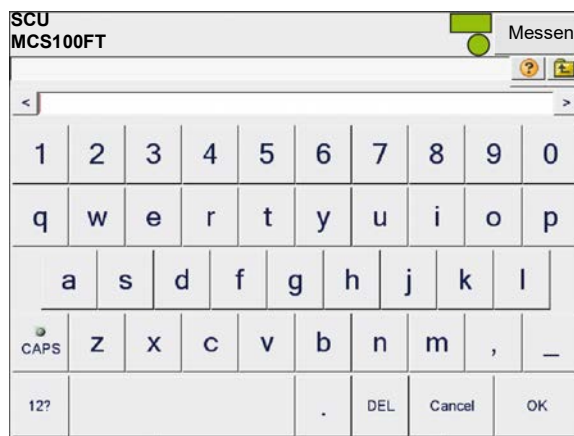 SCU
MCS100FT
Messen
?
< >
1 2 3 4 5 6 7 8 9 0
q w e r t y u i o p
a s d f g h j k l
CAPS z x c v b n m , _
12? . DEL Cancel OK